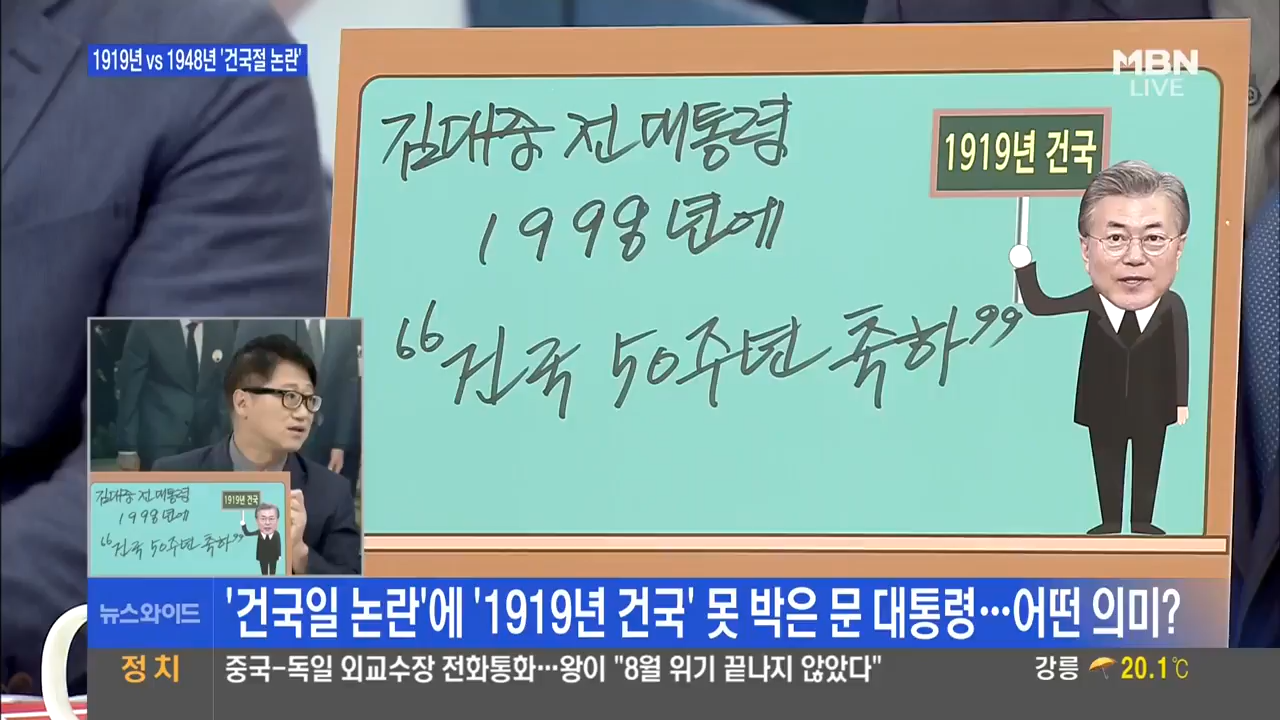 1919년 vs 1948년 '건국절 논란'
MBN
LIVE
김대중 전 대통령
1998년에
"건국 50주년 축하"
1919년 건국
김대중 전 대통령
1998년에
"건국 50주년 축하"
1919년 건국
뉴스와이드
'건국일 논란'에 '1919년 건국' 못 박은 문 대통령…어떤 의미?
정치
중국-독일 외교수장 전화통화…왕이 "8월 위기 끝나지 않았다"
강릉 20.1℃